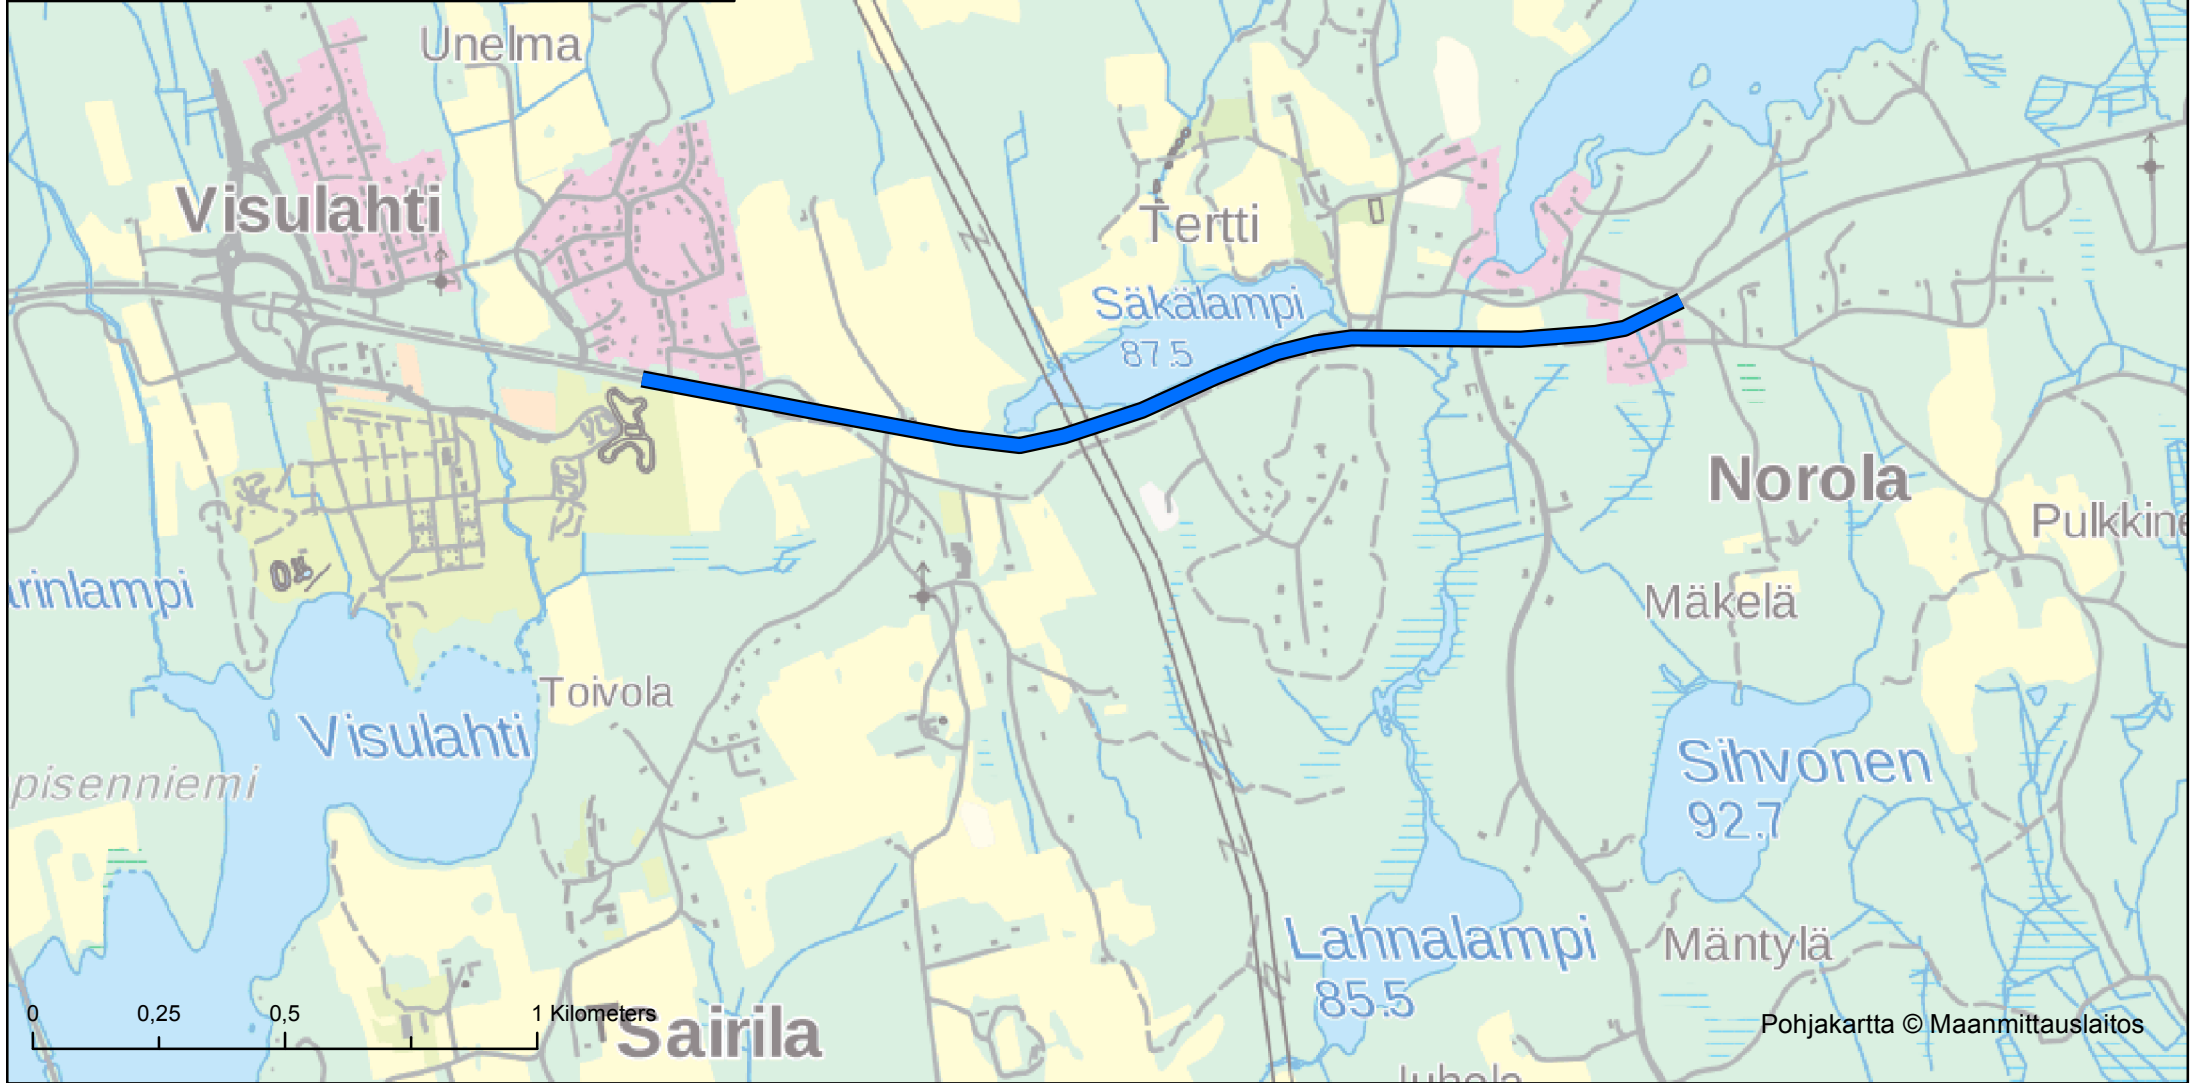 Unelma
Visulahti
Tertti
Säkälampi
87.5
Norola
Pulkkine
rinlampi
Mäkelä
Toivola
Visulahti
pisenniemi
Sihvonen
92.7
Lahnalampi
85.5
Mäntylä
0 0,25 0,5 1 Kilometers
Sairila
Pohjakartta © Maanmittauslaitos
Juhola